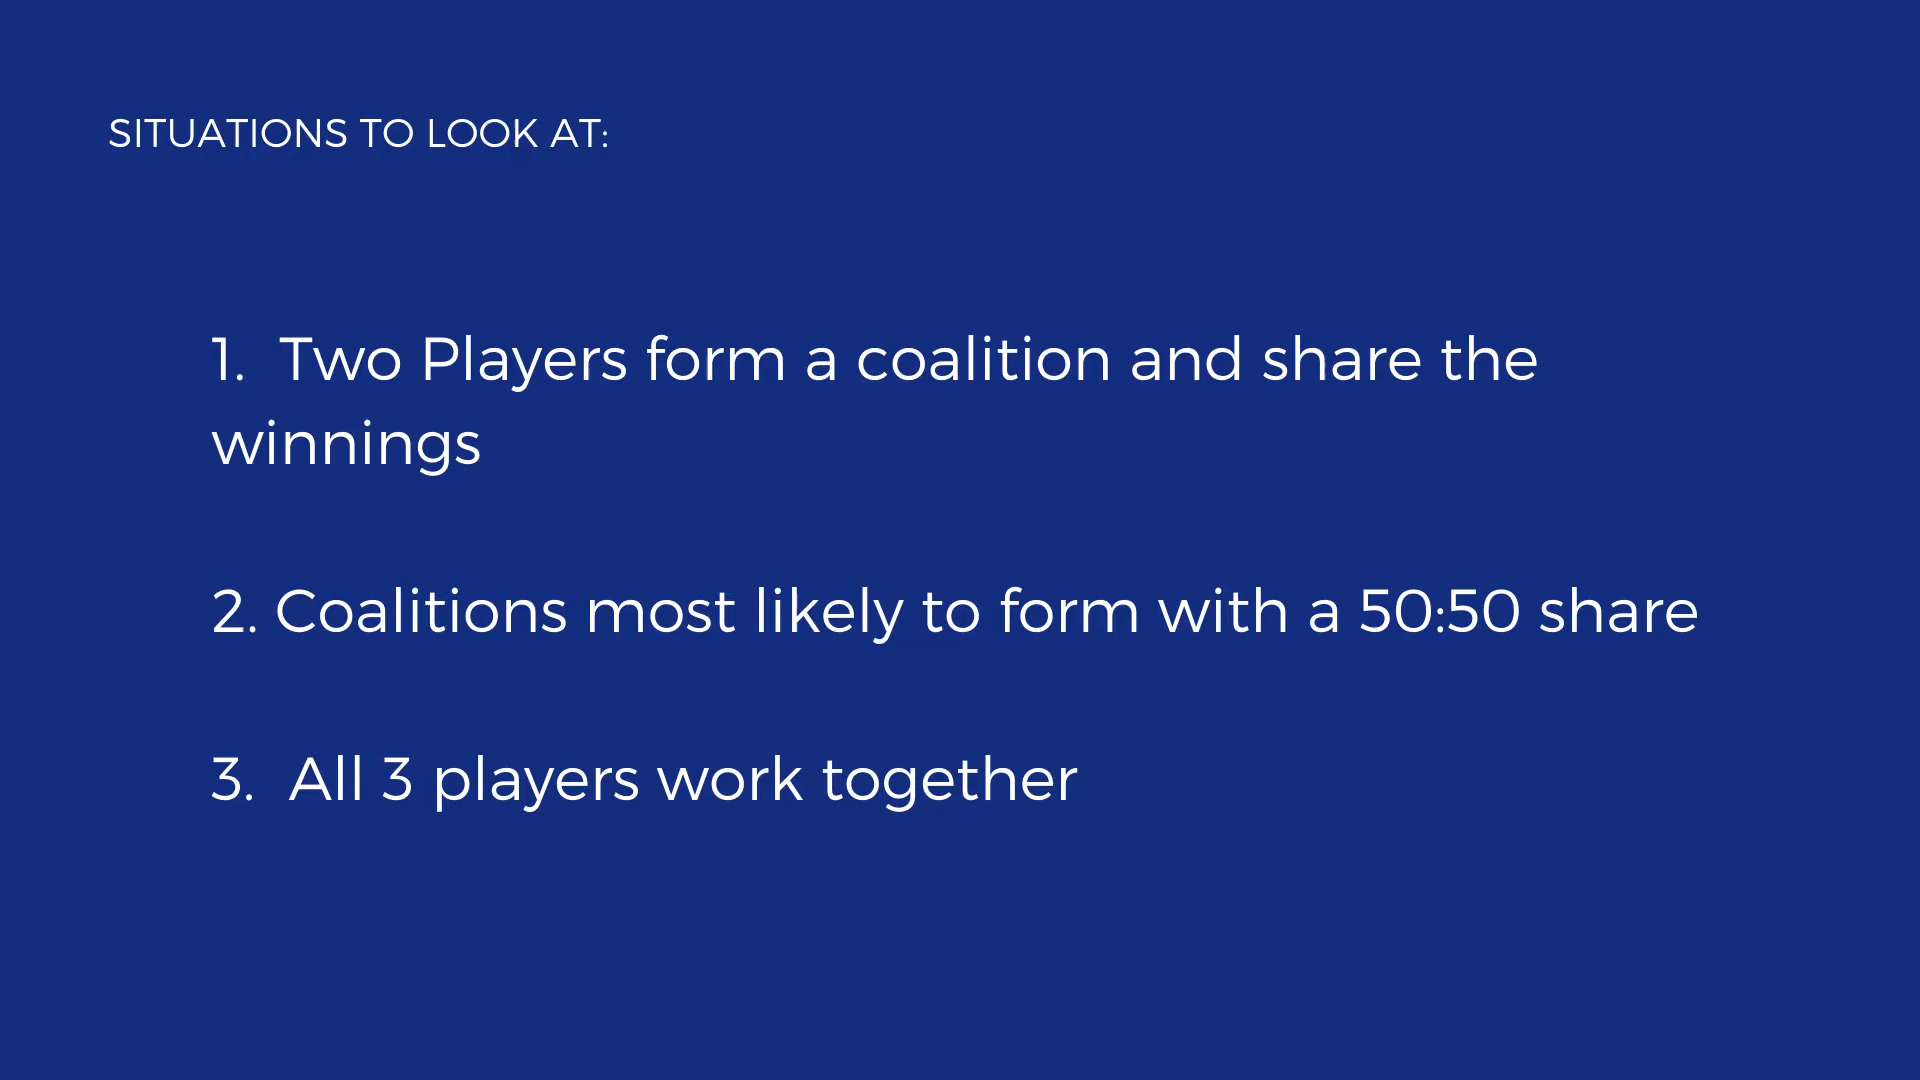 SITUATIONS TO LOOK AT:
1. Two Players form a coalition and share the
winnings
2. Coalitions most likely to form with a 50:50 share
3. All 3 players work together